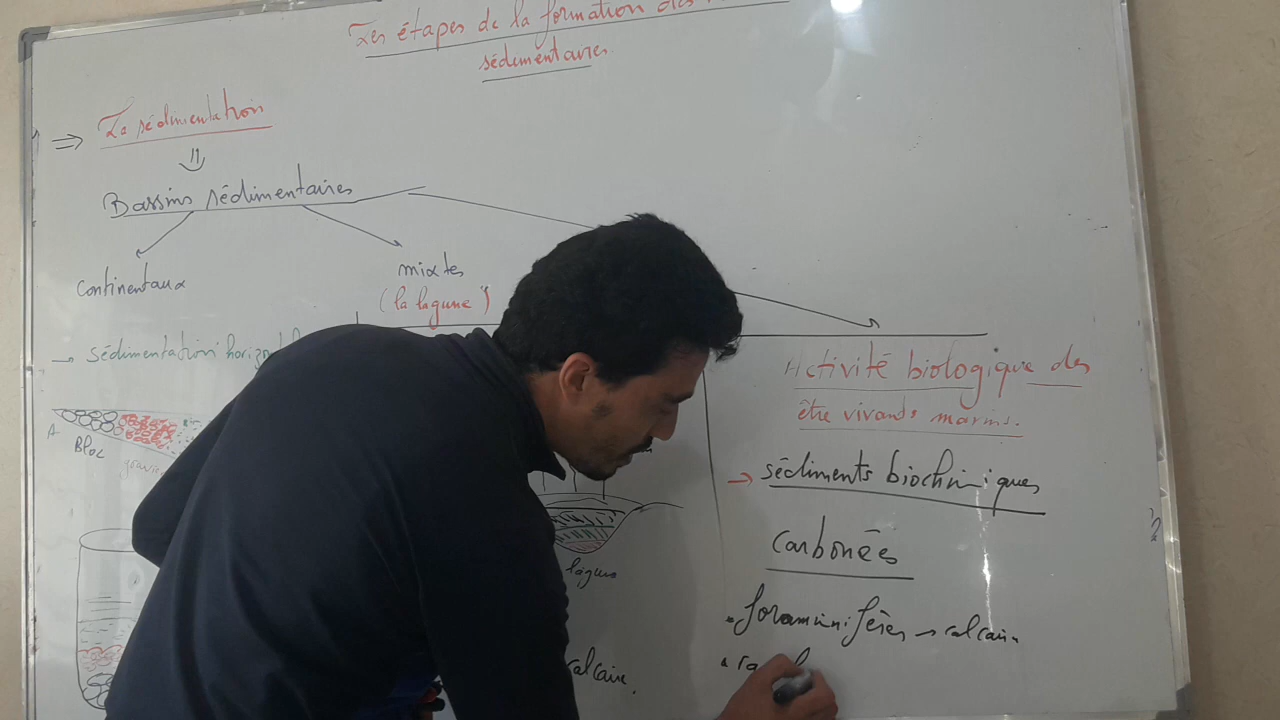 Les étapes de la formation des
sédimentaires.
⇒ La sédimentation
Bassins sédimentaires
continentaux
mixtes
(la lagune)
→ sédimentation
A
Bloc
lagune
calcaire.
Activité biologique des
être vivants marins.
→ sédiments biochimiques
carbonées
foraminifères → calcaire